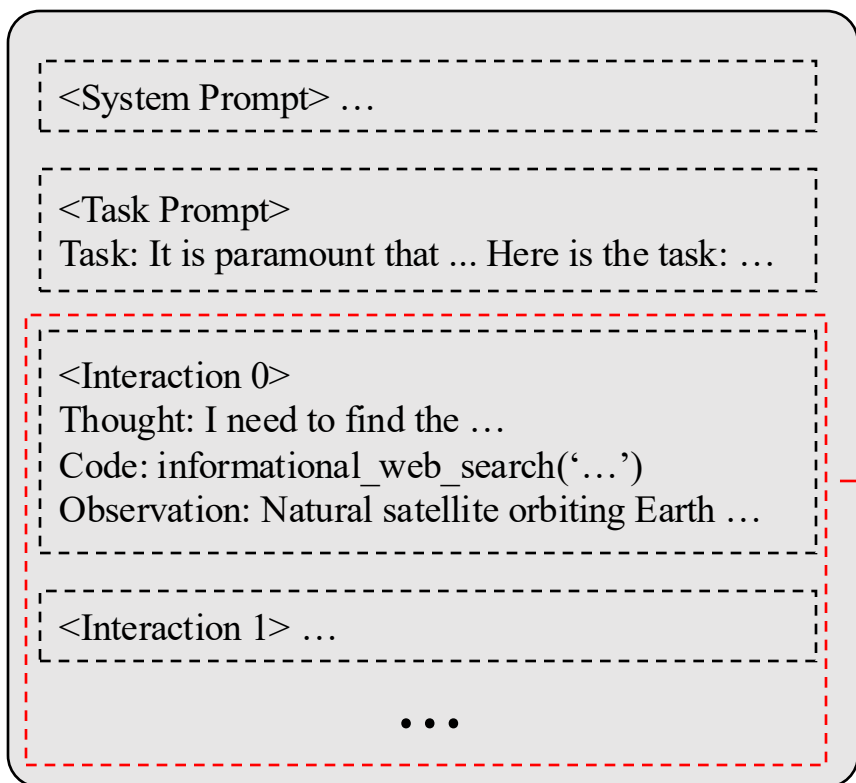 <System Prompt> …
<Task Prompt>
Task: It is paramount that ... Here is the task: …
<Interaction 0>
Thought: I need to find the …
Code: informational_web_search(‘…’)
Observation: Natural satellite orbiting Earth …
<Interaction 1> …
…